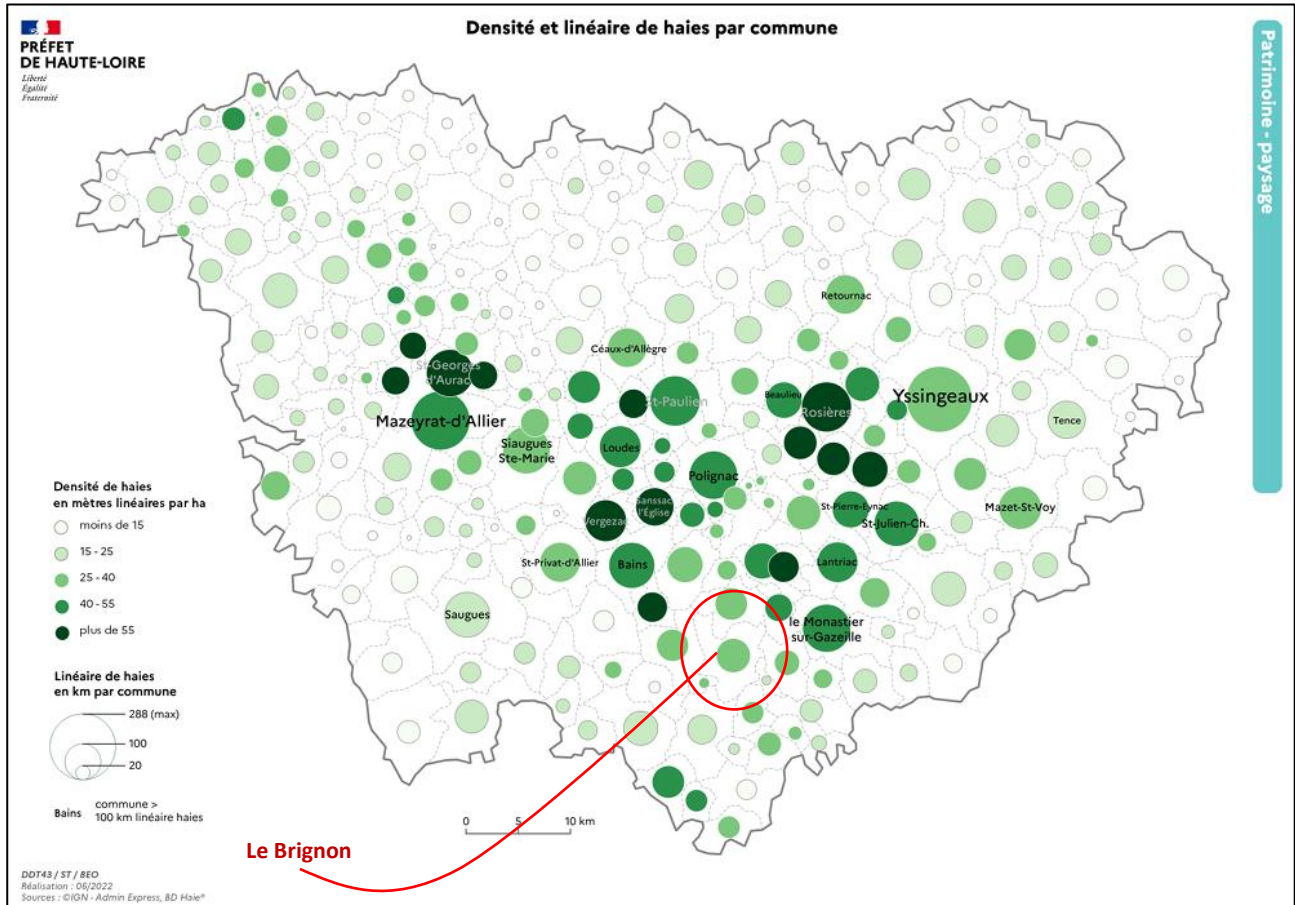 Densité et linéaire de haies par commune
PRÉFET
DE HAUTE-LOIRE
Liberté
Égalité
Fraternité
Patrimoine - paysage
Retournac
Céaux-d'Allègre
St-Georges
d'Aurac
St-Paulien
Beaulieu
Rosières
Yssingeaux
Mazeyrat-d'Allier
Tence
Siaugues
Ste-Marie
Loudes
Polignac
Sanssac
l'Église
Vergezac
St-Pierre-Eynac
St-Julien-Ch.
Mazet-St-Voy
St-Privat-d'Allier
Bains
Lantriac
Saugues
le Monastier
sur-Gazeille
Densité de haies
en mètres linéaires par ha
moins de 15
15 - 25
25 - 40
40 - 55
plus de 55
Linéaire de haies
en km par commune
288 (max)
100
20
Bains commune >
100 km linéaire haies
0 5 10 km
Le Brignon
DDT43 / ST / BEO
Réalisation : 06/2022
Sources : ©IGN - Admin Express, BD Haie®